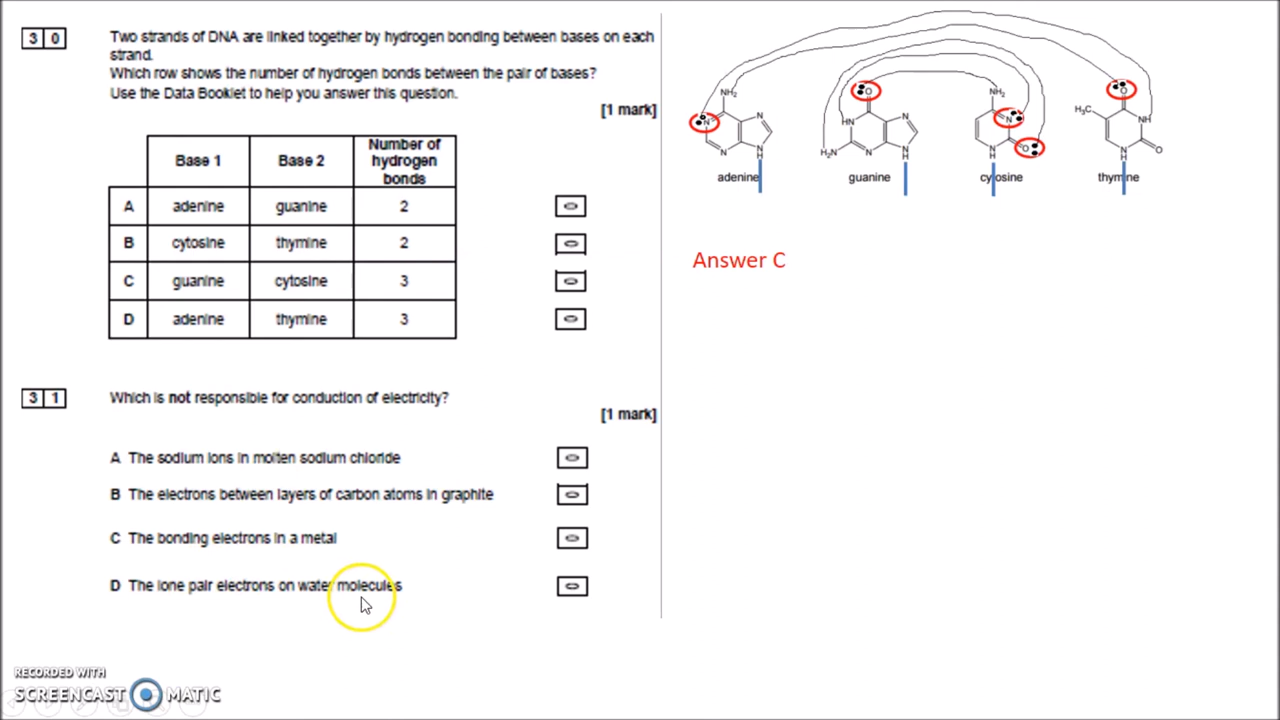 3 0
Two strands of DNA are linked together by hydrogen bonding between bases on each
strand.
Which row shows the number of hydrogen bonds between the pair of bases?
Use the Data Booklet to help you answer this question.
[1 mark]
Base 1 Base 2 Number of hydrogen bonds
A adenine guanine 2
B cytosine thymine 2
C guanine cytosine 3
D adenine thymine 3
3 1
Which is not responsible for conduction of electricity?
[1 mark]
A The sodium ions in molten sodium chloride
B The electrons between layers of carbon atoms in graphite
C The bonding electrons in a metal
D The lone pair electrons on water molecules
NH2 N N N N H
adenine
O HN H2N N N N H
guanine
NH2 N N H O
cytosine
O H3C NH N H O
thymine
Answer C
RECORDED WITH
SCREENCAST MATIC